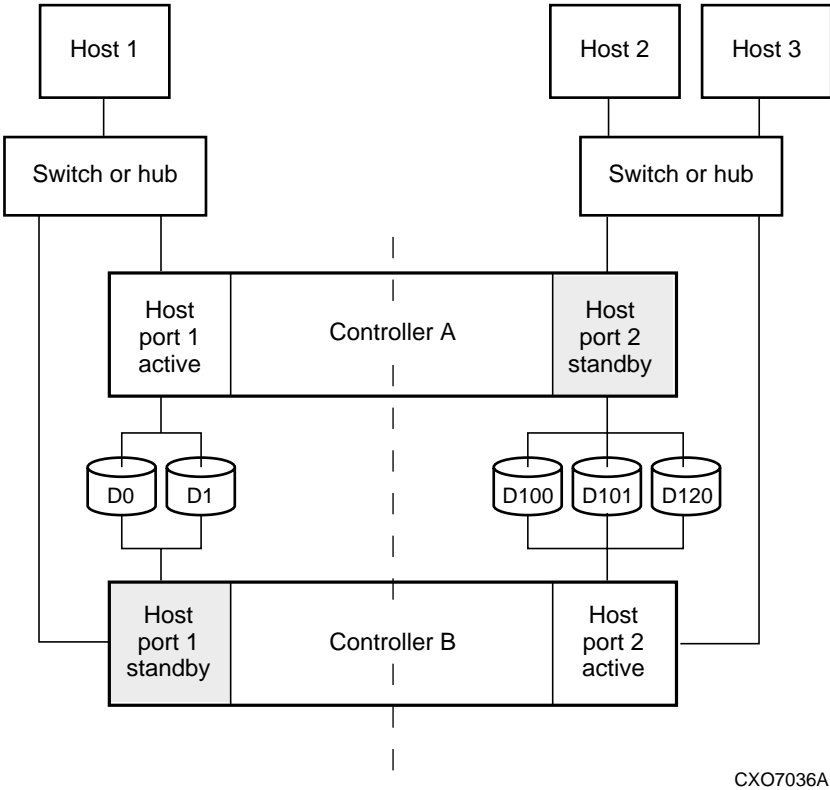 Host 1
Host 2
Host 3
Switch or hub
Switch or hub
Host
port 1
active
Controller A
Host
port 2
standby
D0
D1
D100
D101
D120
Host
port 1
standby
Controller B
Host
port 2
active
CXO7036A